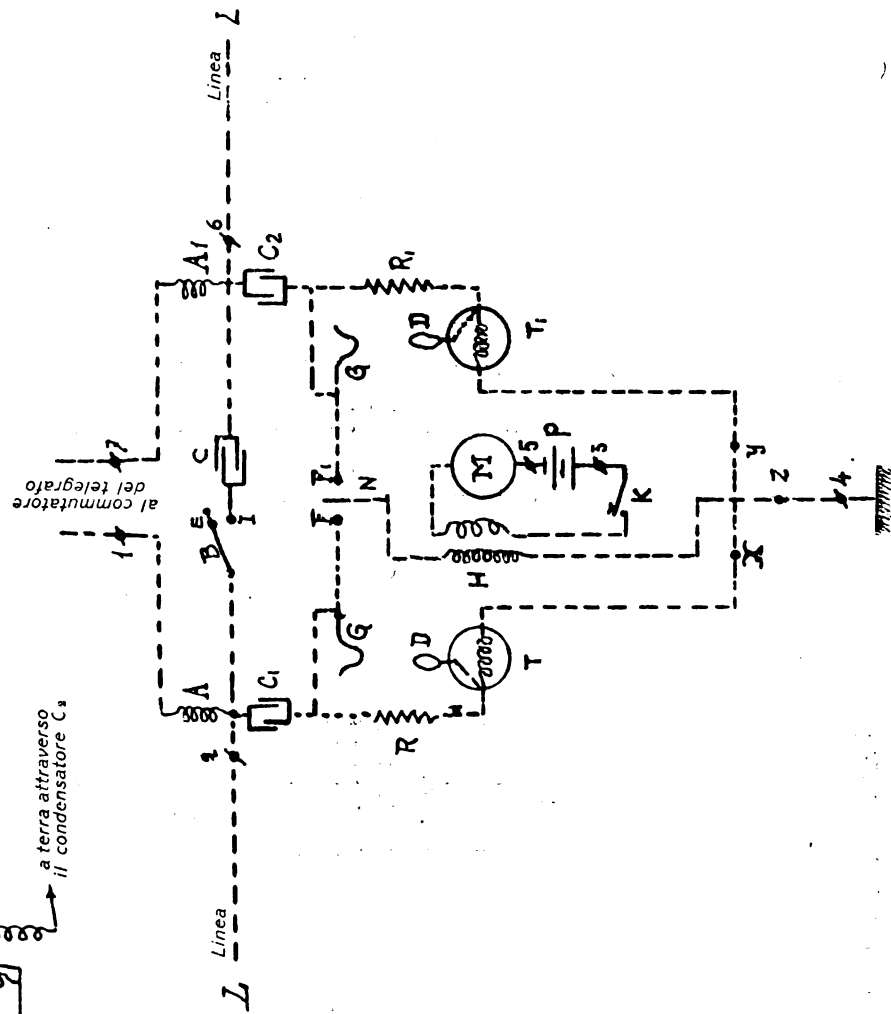 a terra attraverso
il condensatore C₂
al commutatore
del telegrafo
1
7
L
Linea
Linea
L
2
6
A
A1
B
E
I
C
C1
C2
G
F
F1
G
N
R
R1
D
D
T
T1
H
M
5
P
3
K
X
y
Z
4